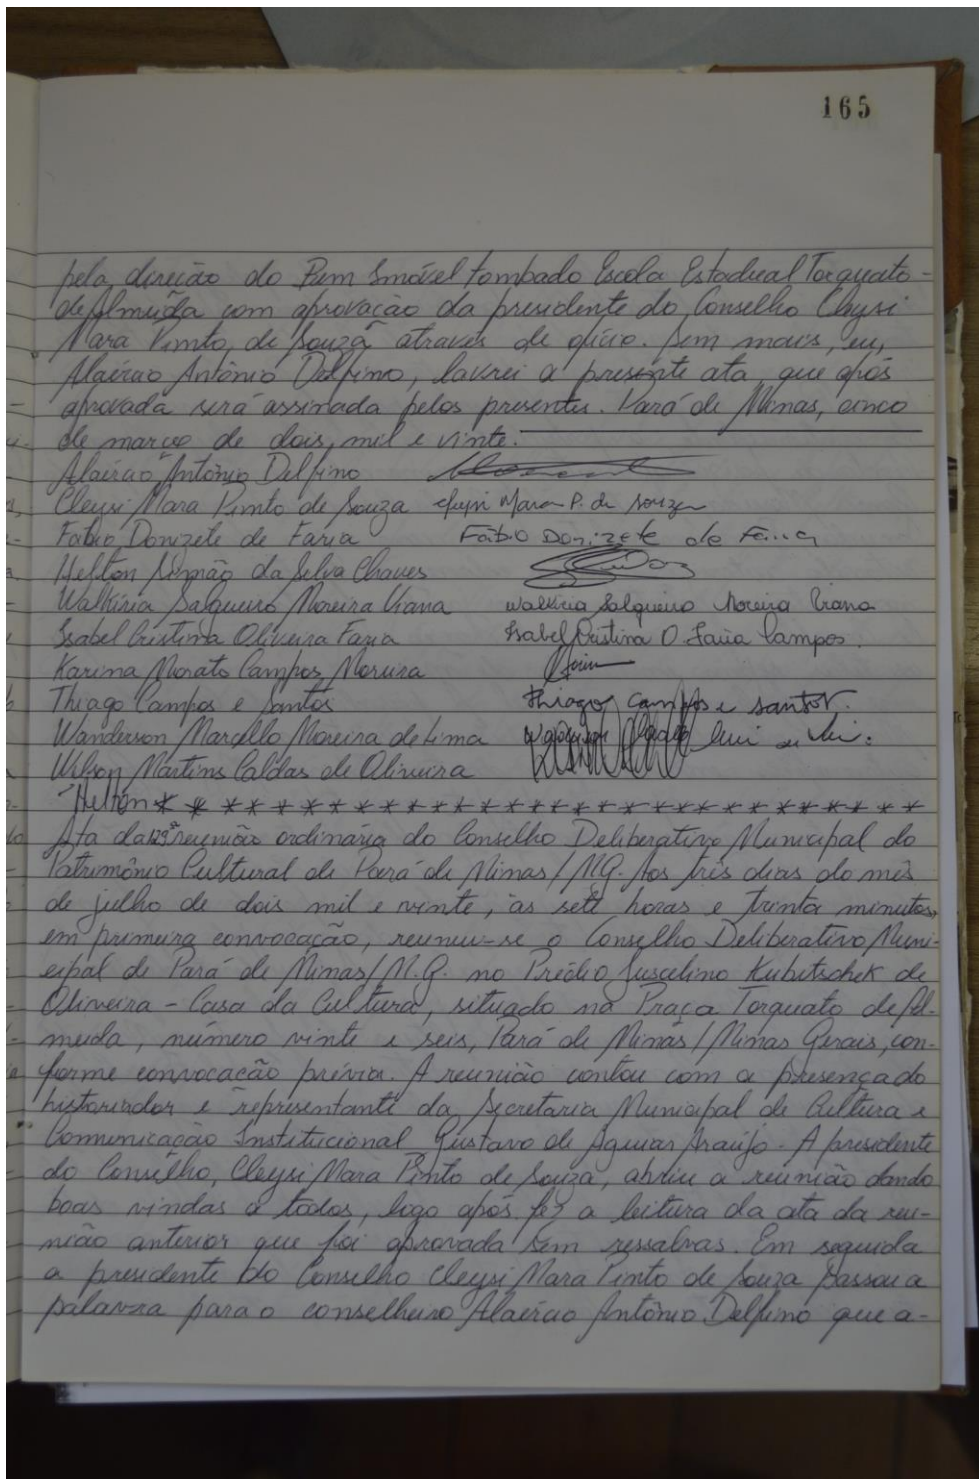 165
pela direção do Bem Imóvel tombado Escola Estadual Torquato
de Almeida com aprovação da presidente do Conselho Cleysi
Mara Pinto de Souza através de ofício. Sem mais, eu,
Alaércio Antônio Delfino, lavrei a presente ata, que após
aprovada será assinada pelos presentes. Pará de Minas, cinco
de março de dois mil e vinte.
Alaércio Antônio Delfino
Cleysi Mara Pinto de Souza Cleysi Mara P. de Souza
Fábio Donizete de Faria Fábio Donizete de Faria
Helton Simão da Silva Chaves
Walkíria Salgueiro Moreira Viana Walkiria Salgueiro Moreira Viana
Isabel Cristina Oliveira Faria Isabel Cristina O Faria Campos.
Karina Morato Campos Moreira
Thiago Campos e Santos Thiago Campos e Santos.
Wanderson Marcello Moreira de Lima
Wilson Martins Caldas de Oliveira
Helton * * * * * * * * * * * * * * * * * * * * * * * * * * * * *
Ata da 129ª reunião ordinária do Conselho Deliberativo Municipal do
Patrimônio Cultural de Pará de Minas/MG. Aos três dias do mês
de julho de dois mil e vinte, às sete horas e trinta minutos,
em primeira convocação, reuniu-se o Conselho Deliberativo Muni-
cipal de Pará de Minas/M.G. no Prédio Juscelino Kubitschek de
Oliveira - Casa da Cultura, situado na Praça Torquato de Al-
meida, número vinte e seis, Pará de Minas/Minas Gerais, con-
forme convocação prévia. A reunião contou com a presença do
historiador e representante da Secretaria Municipal de Cultura e
Comunicação Institucional Gustavo de Aguiar Araújo. A presidente
do Conselho, Cleysi Mara Pinto de Souza, abriu a reunião dando
boas vindas a todos, logo após fez a leitura da ata da reu-
nião anterior que foi aprovada sem ressalvas. Em seguida
a presidente do Conselho Cleysi Mara Pinto de Souza passou a
palavra para o conselheiro Alaércio Antônio Delfino que a-